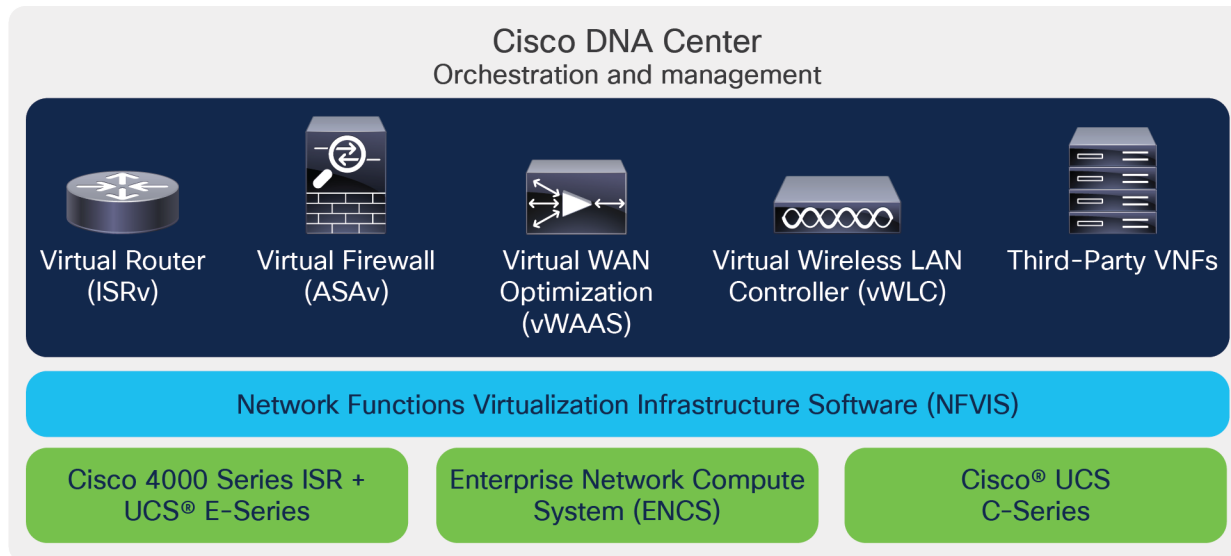 Cisco DNA Center
Orchestration and management
Virtual Router
(ISRv)
Virtual Firewall
(ASAv)
Virtual WAN
Optimization
(vWAAS)
Virtual Wireless LAN
Controller (vWLC)
Third-Party VNFs
Network Functions Virtualization Infrastructure Software (NFVIS)
Cisco 4000 Series ISR +
UCS® E-Series
Enterprise Network Compute
System (ENCS)
Cisco® UCS
C-Series